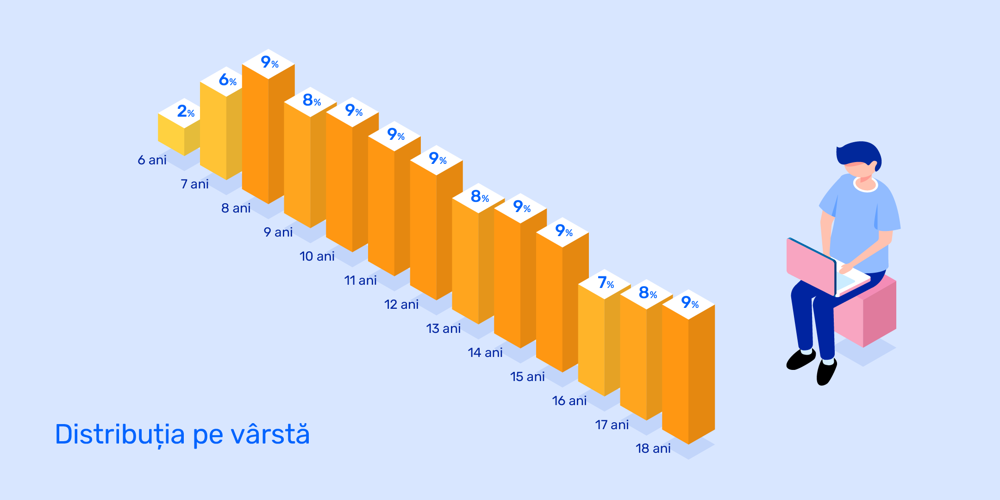 9%
6%
8%
9%
2%
9%
9%
6 ani
7 ani
8%
9%
8 ani
9%
9 ani
10 ani
11 ani
7%
8%
12 ani
9%
13 ani
14 ani
15 ani
16 ani
17 ani
Distribuția pe vârstă
18 ani